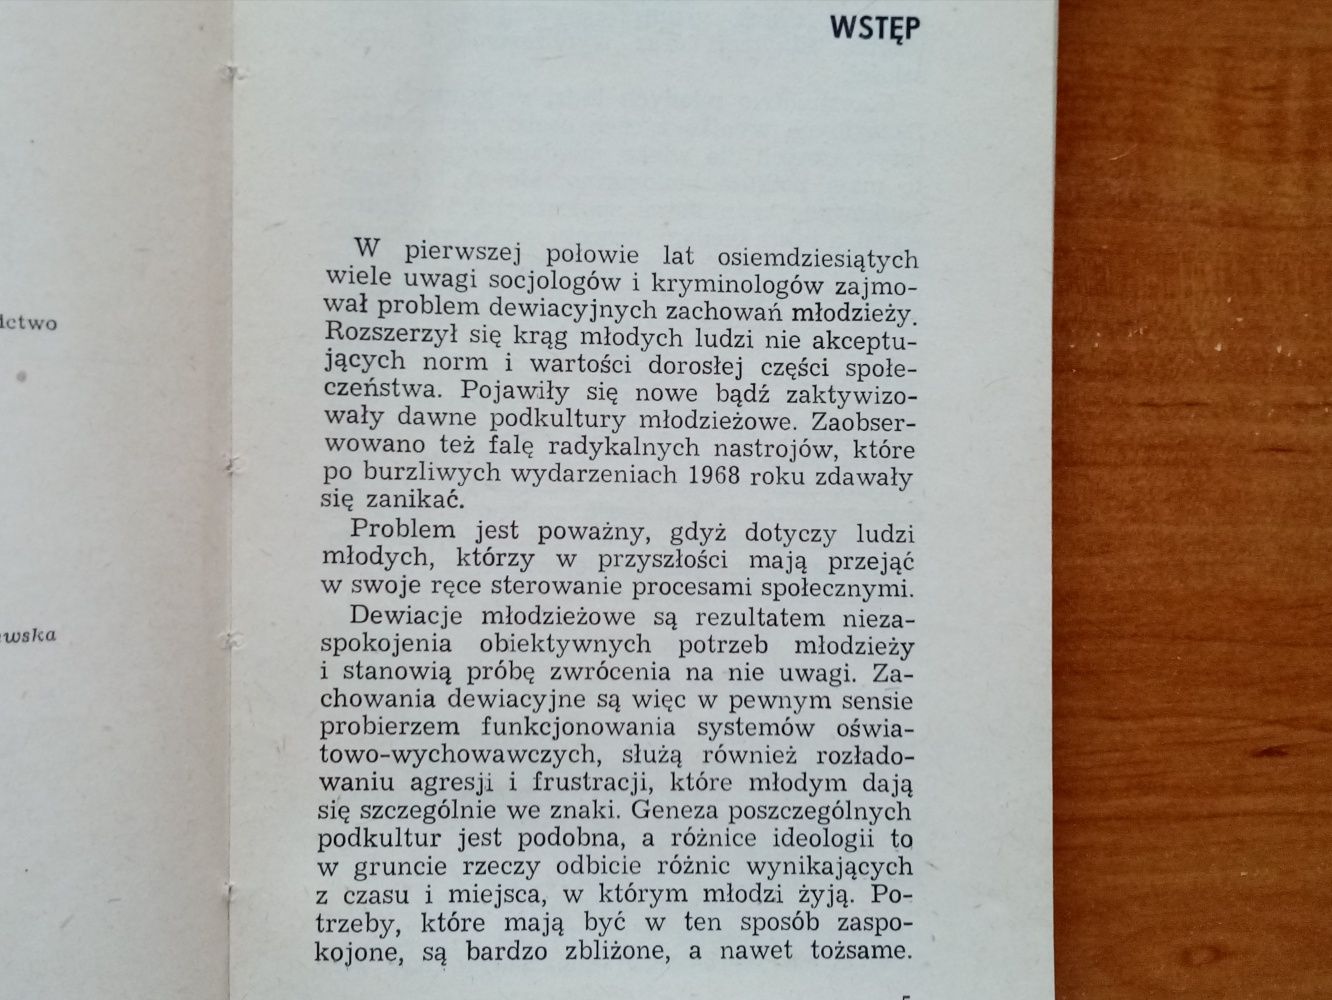 WSTĘP
W pierwszej połowie lat osiemdziesiątych
wiele uwagi socjologów i kryminologów zajmo-
wał problem dewiacyjnych zachowań młodzieży.
Rozszerzył się krąg młodych ludzi nie akceptu-
jących norm i wartości dorosłej części społe-
czeństwa. Pojawiły się nowe bądź zaktywizo-
wały dawne podkultury młodzieżowe. Zaobser-
wowano też falę radykalnych nastrojów, które
po burzliwych wydarzeniach 1968 roku zdawały
się zanikać.
Problem jest poważny, gdyż dotyczy ludzi
młodych, którzy w przyszłości mają przejąć
w swoje ręce sterowanie procesami społecznymi.
Dewiacje młodzieżowe są rezultatem nieza-
spokojenia obiektywnych potrzeb młodzieży
i stanowią próbę zwrócenia na nie uwagi. Za-
chowania dewiacyjne są więc w pewnym sensie
probierzem funkcjonowania systemów oświa-
towo-wychowawczych, służą również rozłado-
waniu agresji i frustracji, które młodym dają
się szczególnie we znaki. Geneza poszczególnych
podkultur jest podobna, a różnice ideologii to
w gruncie rzeczy odbicie różnic wynikających
z czasu i miejsca, w którym młodzi żyją. Po-
trzeby, które mają być w ten sposób zaspo-
kojone, są bardzo zbliżone, a nawet tożsame.